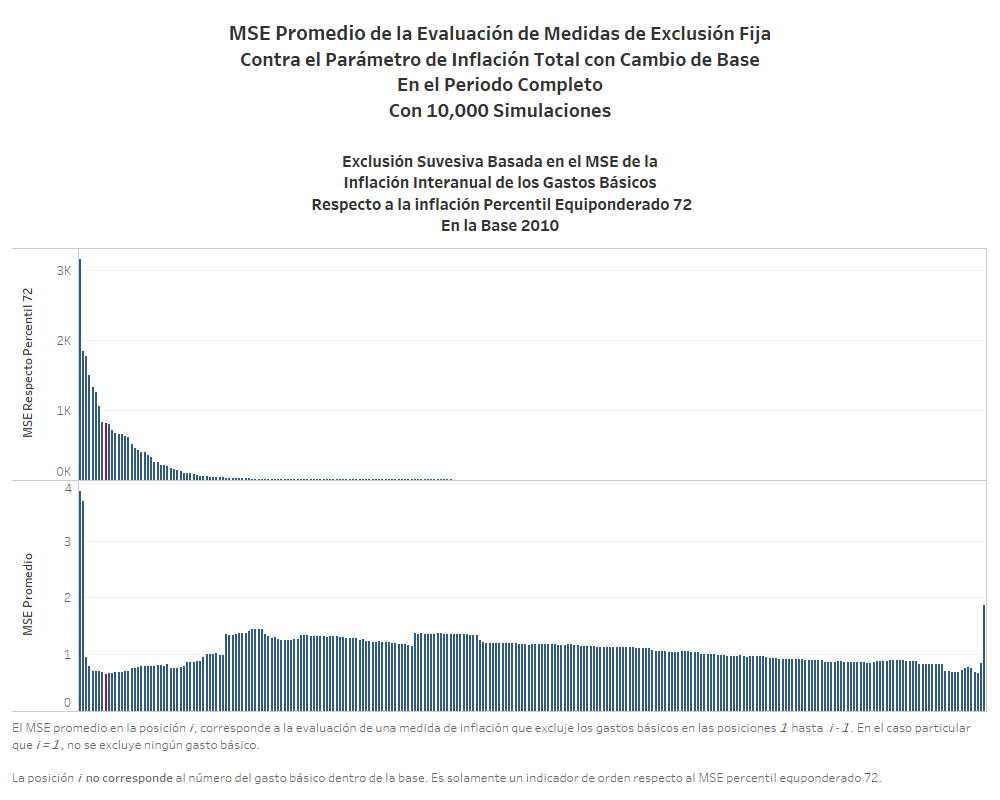 MSE Promedio de la Evaluación de Medidas de Exclusión Fija
Contra el Parámetro de Inflación Total con Cambio de Base
En el Periodo Completo
Con 10,000 Simulaciones
Exclusión Suvesiva Basada en el MSE de la
Inflación Interanual de los Gastos Básicos
Respecto a la inflación Percentil Equiponderado 72
En la Base 2010
MSE Respecto Percentil 72
3K
2K
1K
0K
MSE Promedio
4
3
2
1
0
El MSE promedio en la posición i, corresponde a la evaluación de una medida de inflación que excluye los gastos básicos en las posiciones 1 hasta i-1. En el caso particular
que i=1, no se excluye ningún gasto básico.
La posición i no corresponde al número del gasto básico dentro de la base. Es solamente un indicador de orden respecto al MSE percentil equponderado 72.